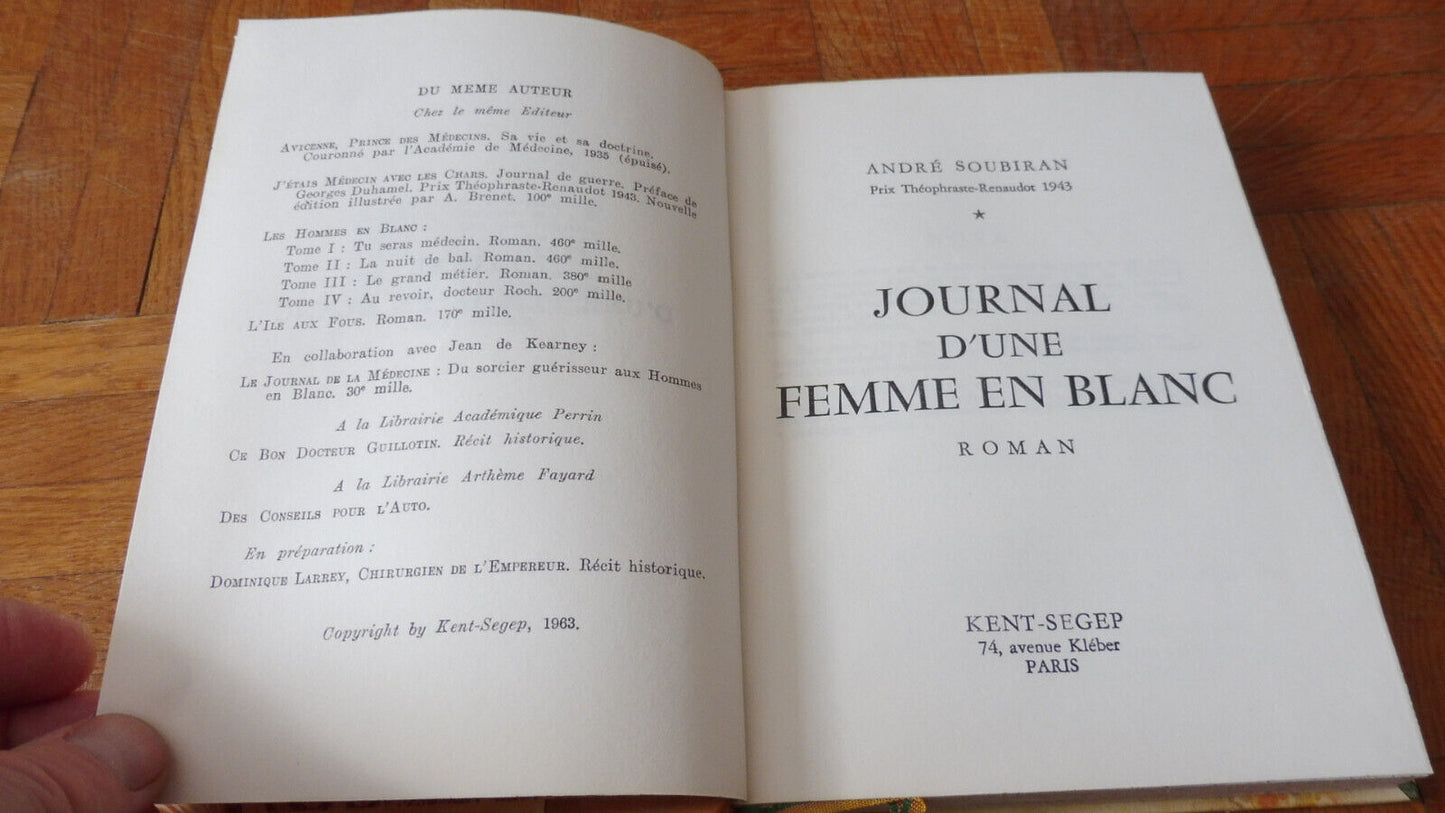 DU MEME AUTEUR
Chez le même Editeur
AVICENNE, PRINCE DES MÉDECINS. Sa vie et sa doctrine.
Couronné par l'Académie de Médecine, 1935 (épuisé).
J'ÉTAIS MÉDECIN AVEC LES CHARS. Journal de guerre. Préface de
Georges Duhamel. Prix Théophraste-Renaudot 1943. Nouvelle
édition illustrée par A. Brenet. 100e mille.
LES HOMMES EN BLANC :
Tome I : Tu seras médecin. Roman. 460e mille.
Tome II : La nuit de bal. Roman. 460e mille.
Tome III : Le grand métier. Roman. 380e mille
Tome IV : Au revoir, docteur Roch. 200e mille.
L'ILE AUX FOUS. Roman. 170e mille.
En collaboration avec Jean de Kearney :
LE JOURNAL DE LA MÉDECINE : Du sorcier guérisseur aux Hommes
en Blanc. 30e mille.
A la Librairie Académique Perrin
CE BON DOCTEUR GUILLOTIN. Récit historique.
A la Librairie Arthème Fayard
DES CONSEILS POUR L'AUTO.
En préparation :
DOMINIQUE LARREY, CHIRURGIEN DE L'EMPEREUR. Récit historique.
Copyright by Kent-Segep, 1963.
ANDRÉ SOUBIRAN
Prix Théophraste-Renaudot 1943
★
JOURNAL
D'UNE
FEMME EN BLANC
ROMAN
KENT-SEGEP
74, avenue Kléber
PARIS